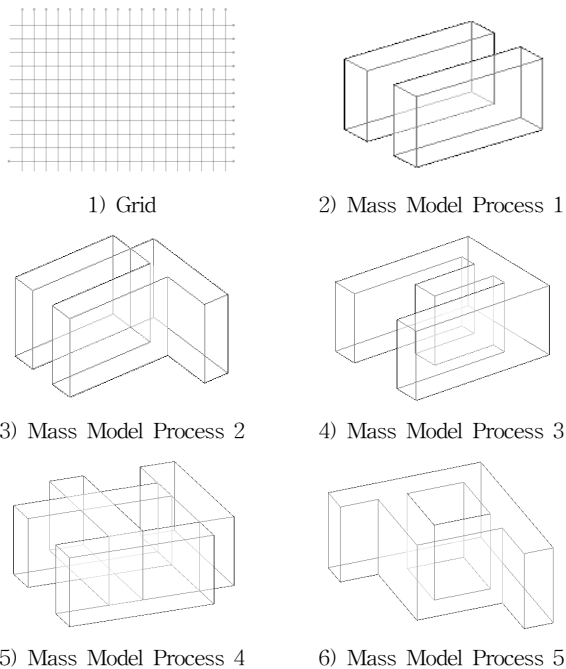 1) Grid
2) Mass Model Process 1
3) Mass Model Process 2
4) Mass Model Process 3
5) Mass Model Process 4
6) Mass Model Process 5